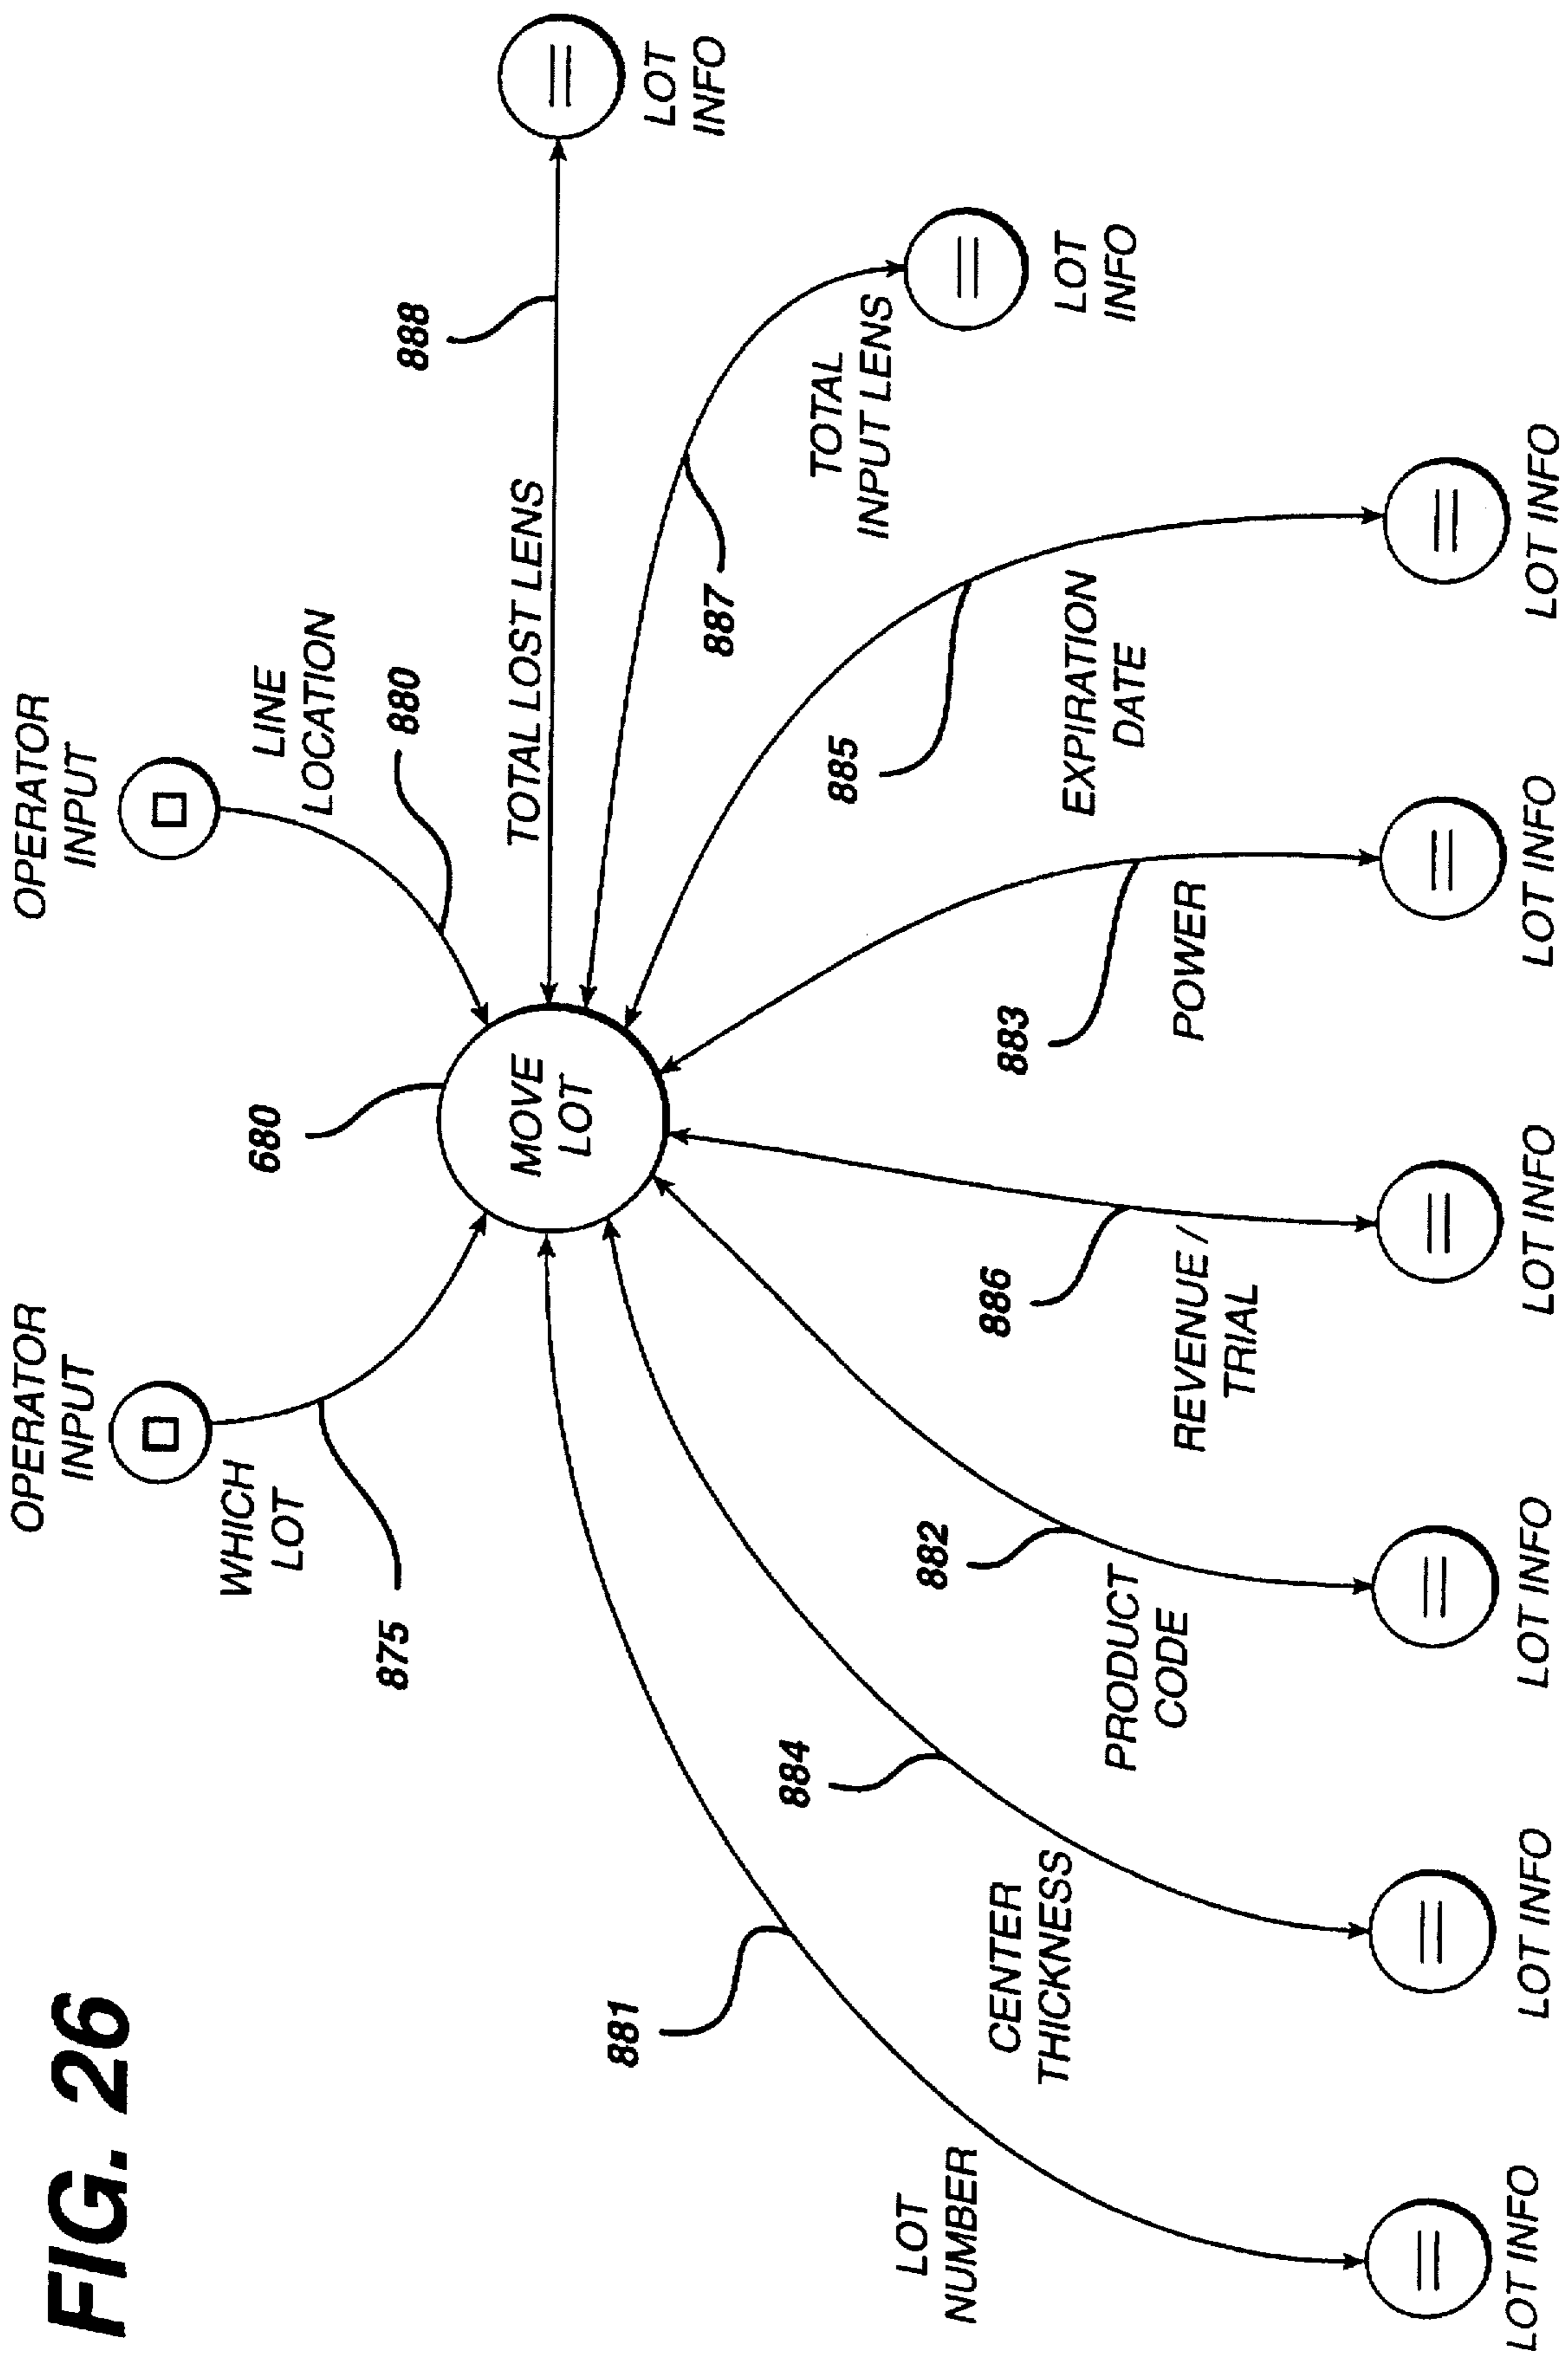 FIG. 26
OPERATOR
INPUT
WHICH
LOT
875
OPERATOR
INPUT
LINE
LOCATION
880
680
MOVE
LOT
TOTAL LOST LENS
888
LOT
INFO
887
TOTAL
INPUT LENS
LOT
INFO
881
LOT
NUMBER
LOT INFO
884
CENTER
THICKNESS
LOT INFO
882
PRODUCT
CODE
LOT INFO
886
REVENUE /
TRIAL
LOT INFO
883
POWER
LOT INFO
885
EXPIRATION
DATE
LOT INFO